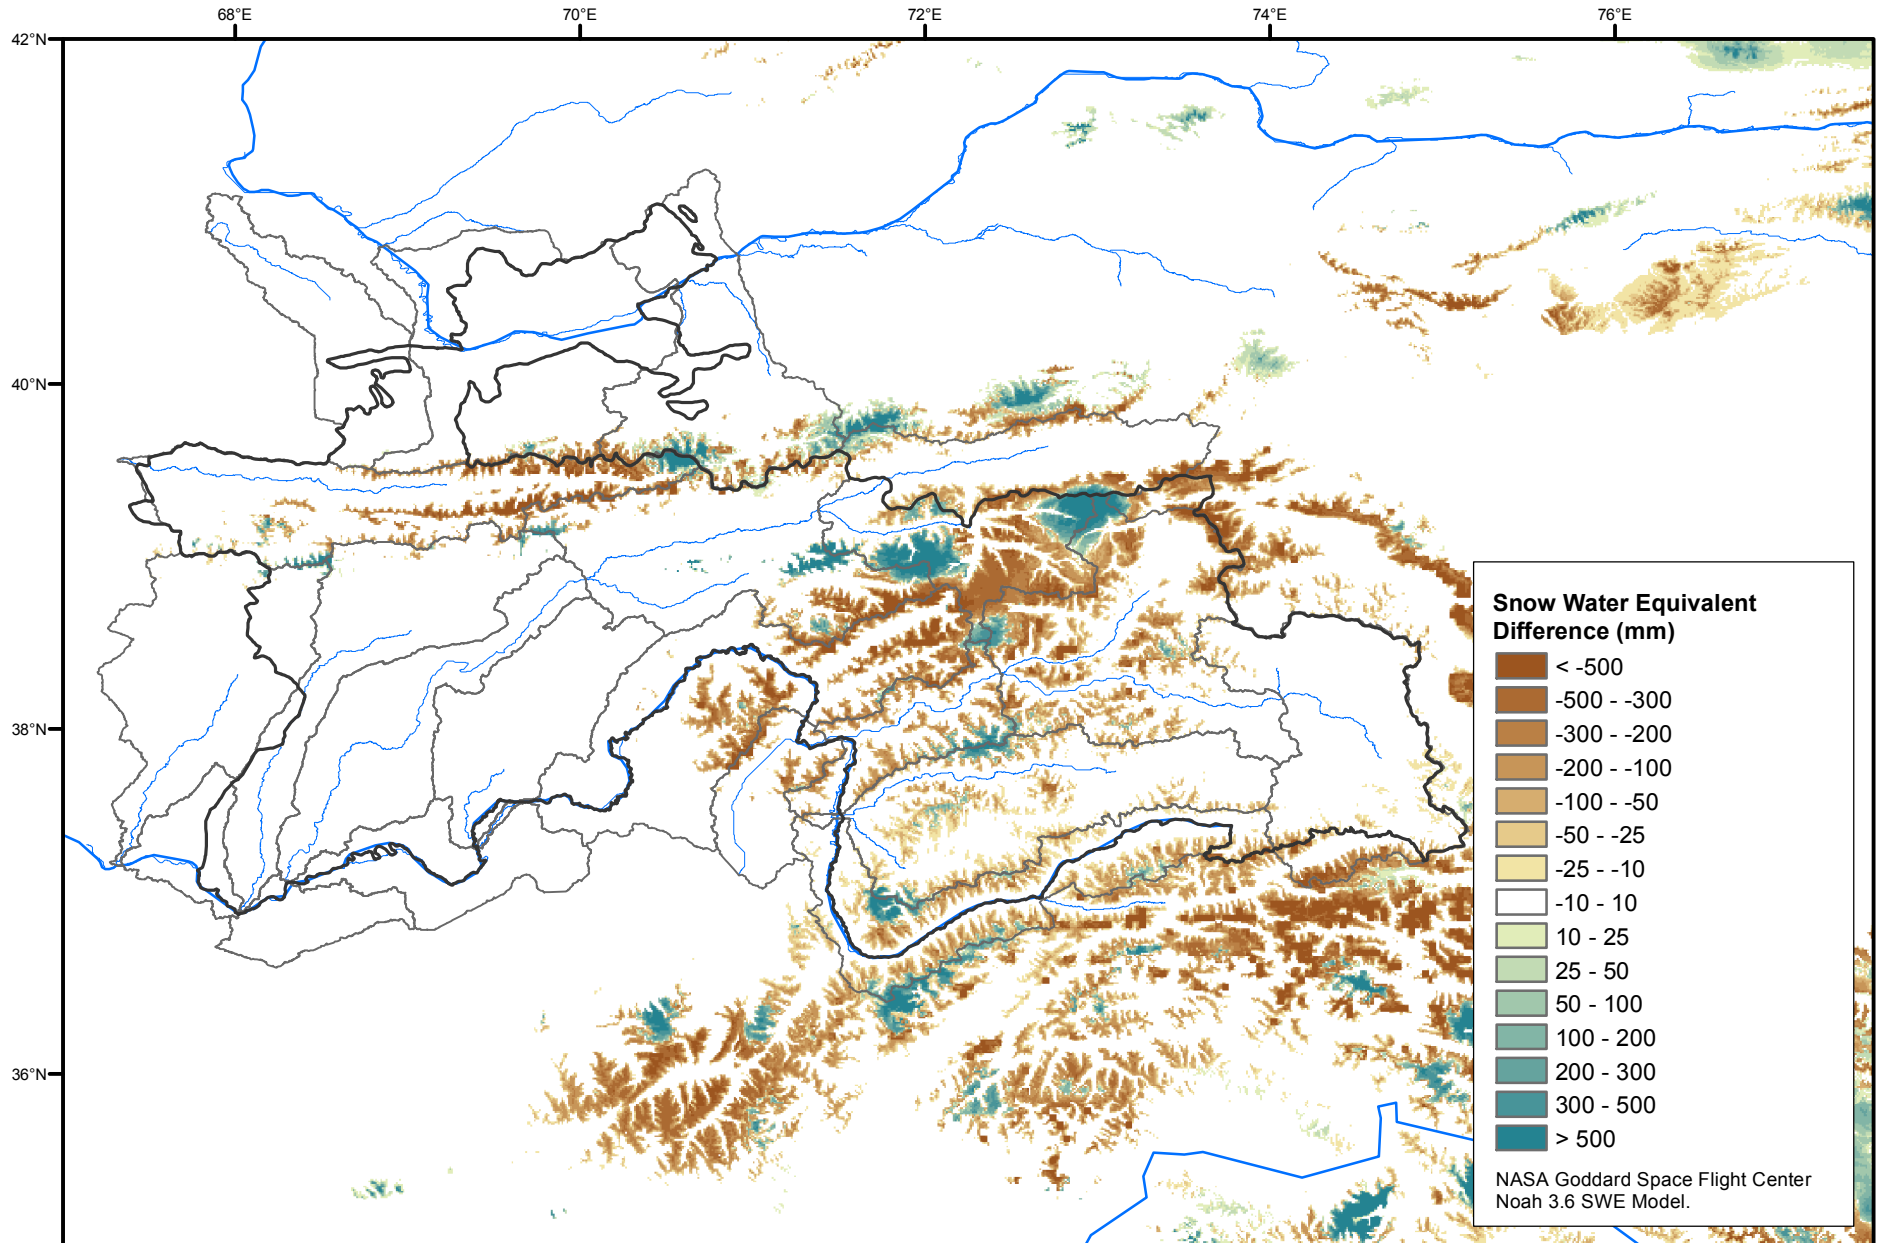 68°E 70°E 72°E 74°E 76°E
42°N
40°N
38°N
36°N
Snow Water Equivalent
Difference (mm)
< -500
-500 - -300
-300 - -200
-200 - -100
-100 - -50
-50 - -25
-25 - -10
-10 - 10
10 - 25
25 - 50
50 - 100
100 - 200
200 - 300
300 - 500
> 500
NASA Goddard Space Flight Center
Noah 3.6 SWE Model.